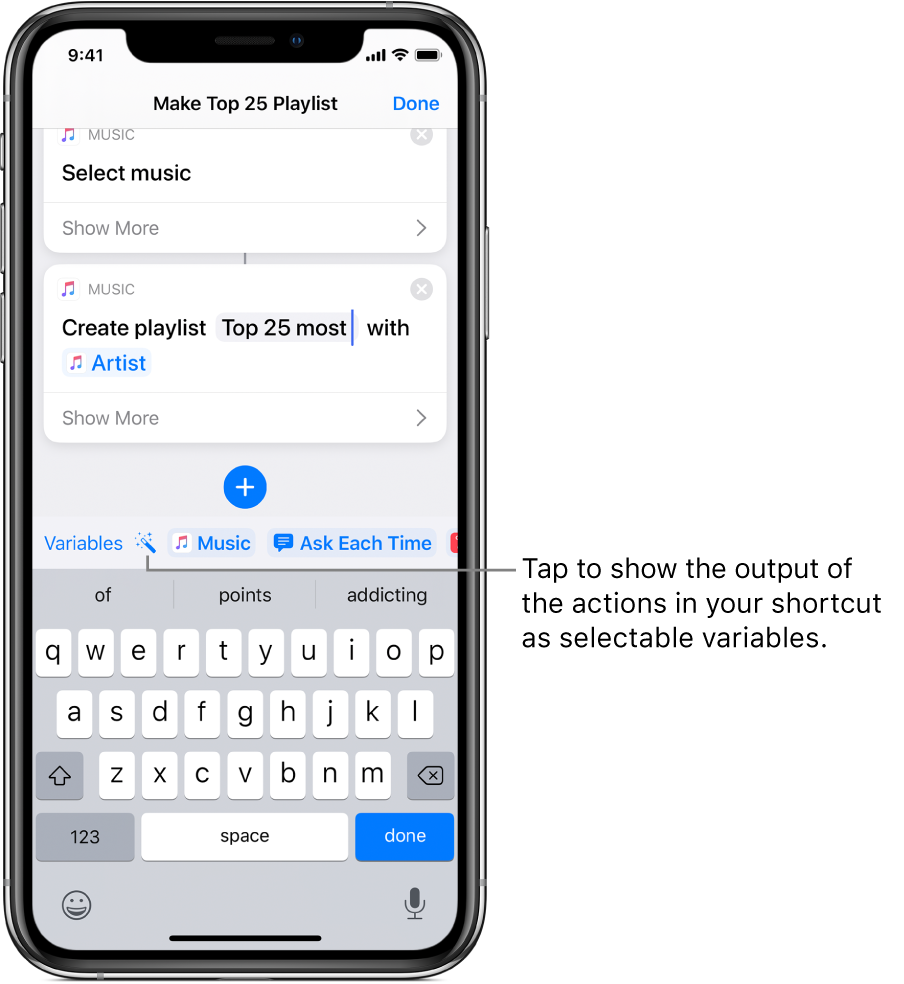 9:41
Make Top 25 Playlist Done
MUSIC
Select music
Show More
MUSIC
Create playlist Top 25 most with
Artist
Show More
Variables Music Ask Each Time
of points addicting
q w e r t y u i o p
a s d f g h j k l
z x c v b n m
123 space done
Tap to show the output of
the actions in your shortcut
as selectable variables.